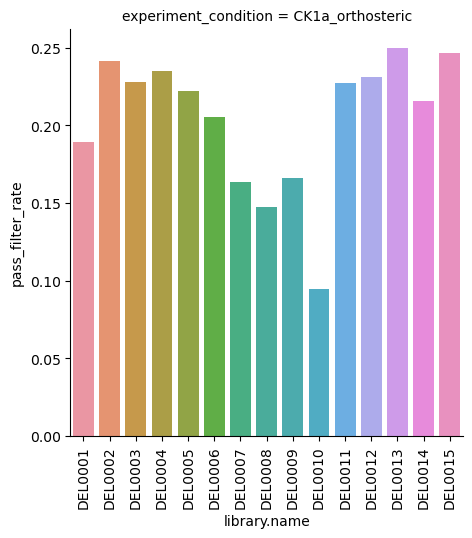 experiment_condition = CK1a_orthosteric
pass_filter_rate
0.25
0.20
0.15
0.10
0.05
0.00
DEL0001
DEL0002
DEL0003
DEL0004
DEL0005
DEL0006
DEL0007
DEL0008
DEL0009
DEL0010
DEL0011
DEL0012
DEL0013
DEL0014
DEL0015
library.name